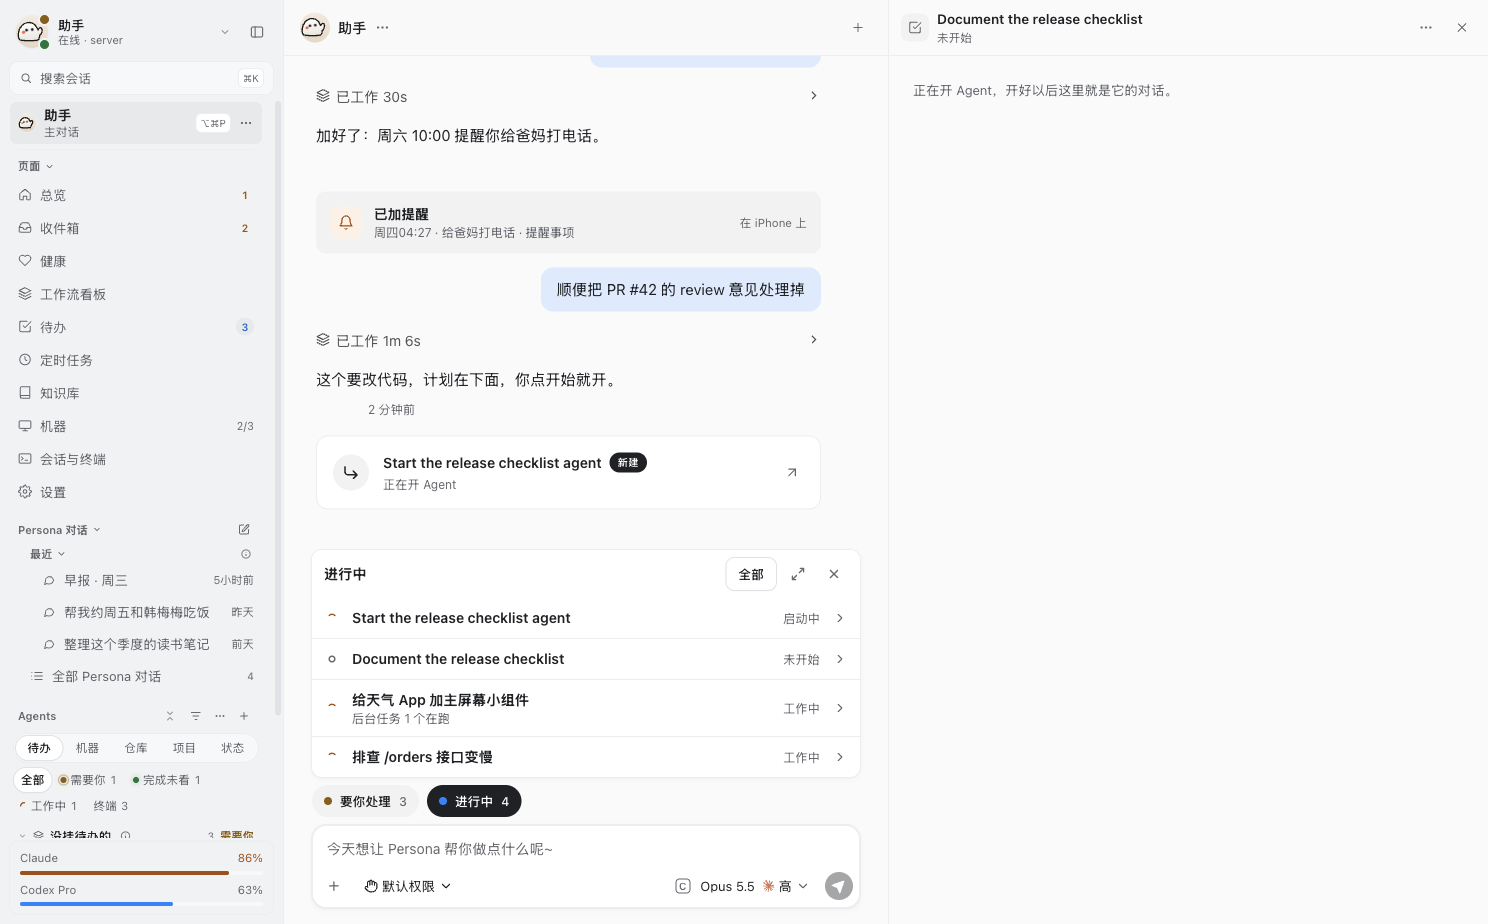 助手
在线 · server
搜索会话
⌘K
助手
主对话
⌥⌘P
页面
总览
1
收件箱
2
健康
工作流看板
待办
3
定时任务
知识库
机器
2/3
会话与终端
设置
Persona 对话
最近
早报 · 周三
5小时前
帮我约周五和韩梅梅吃饭
昨天
整理这个季度的读书笔记
前天
全部 Persona 对话
4
Agents
待办
机器
仓库
项目
状态
全部
需要你 1
完成未看 1
工作中 1
终端 3
没挂待办的
3 需要你
Claude
86%
Codex Pro
63%
助手
已工作 30s
加好了：周六 10:00 提醒你给爸妈打电话。
已加提醒
周四04:27 · 给爸妈打电话 · 提醒事项
在 iPhone 上
顺便把 PR #42 的 review 意见处理掉
已工作 1m 6s
这个要改代码，计划在下面，你点开始就开。
2 分钟前
Start the release checklist agent
新建
正在开 Agent
进行中
全部
Start the release checklist agent
启动中
Document the release checklist
未开始
给天气 App 加主屏幕小组件
后台任务 1 个在跑
工作中
排查 /orders 接口变慢
工作中
要你处理 3
进行中 4
今天想让 Persona 帮你做点什么呢~
默认权限
C
Opus 5.5
高
Document the release checklist
未开始
正在开 Agent，开好以后这里就是它的对话。